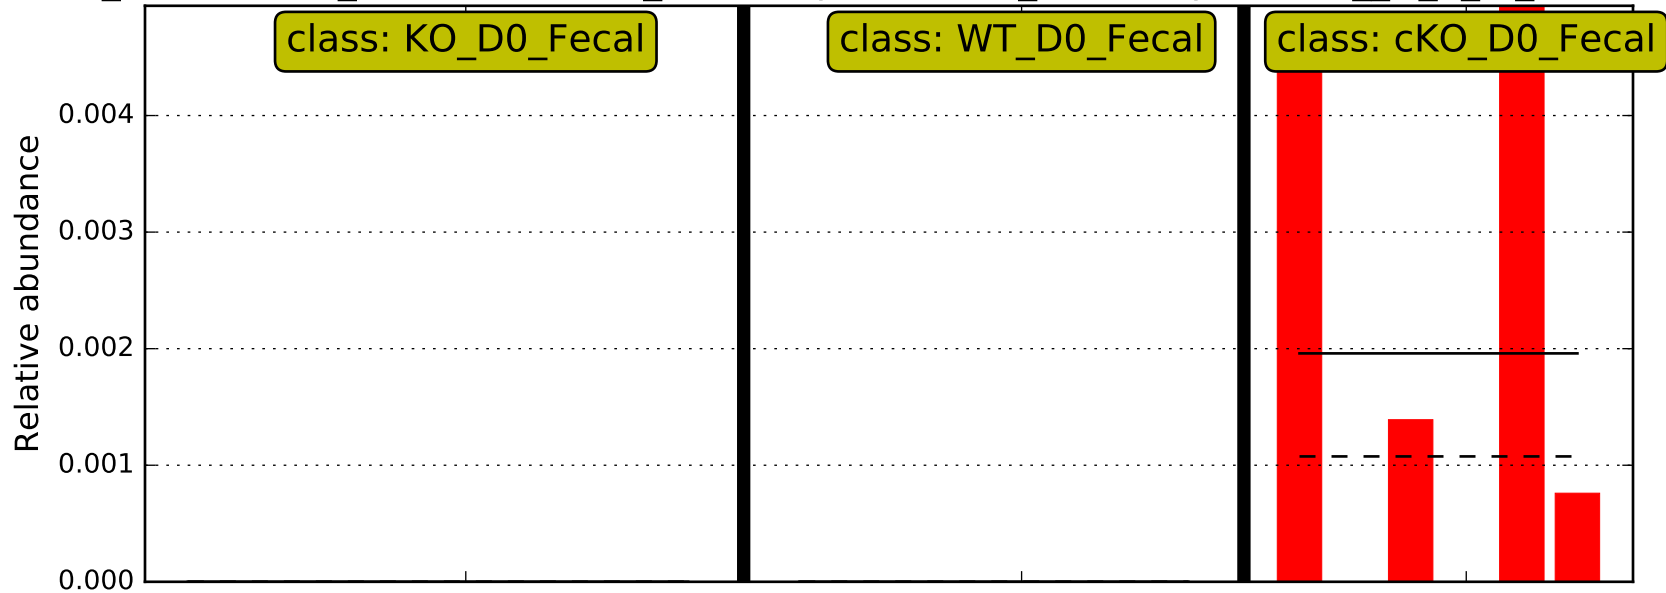 class: KO_D0_Fecal
class: WT_D0_Fecal
class: cKO_D0_Fecal
Relative abundance
0.004
0.003
0.002
0.001
0.000